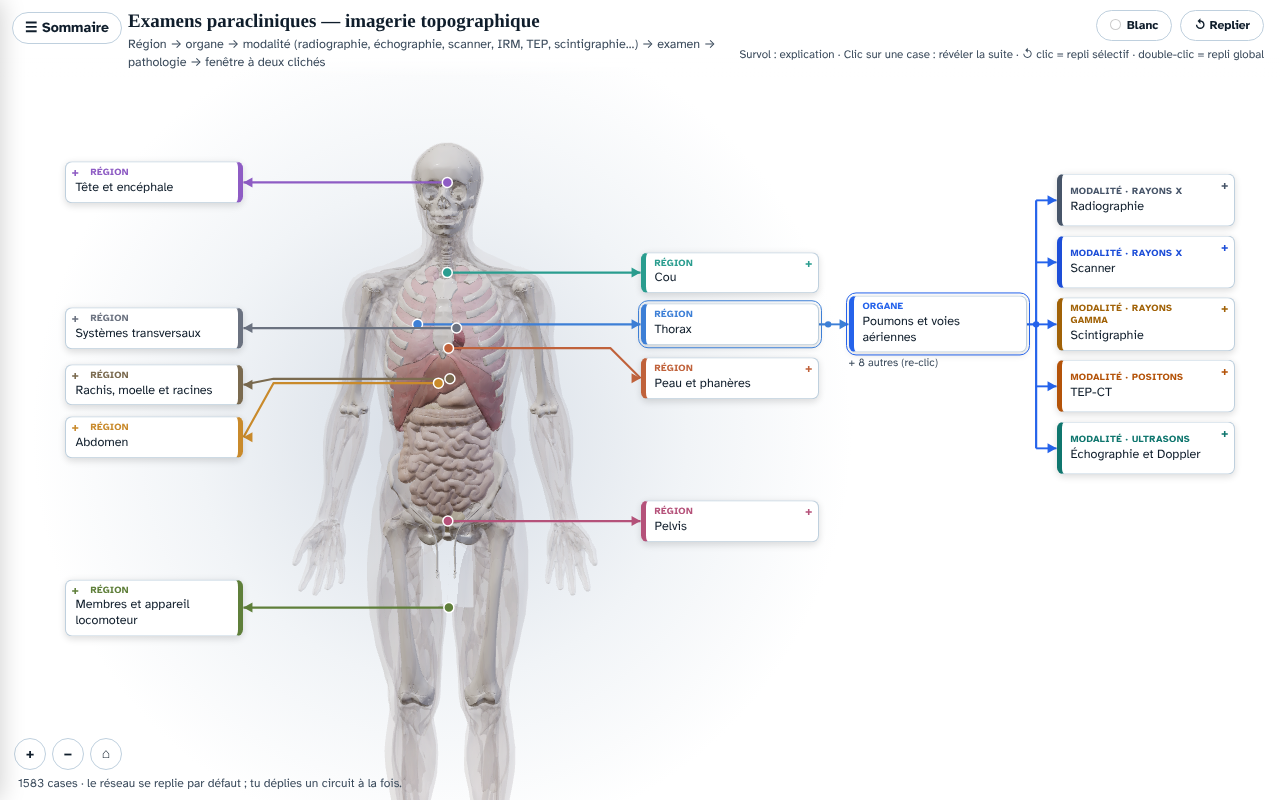 ☰ Sommaire
Examens paracliniques — imagerie topographique
Région → organe → modalité (radiographie, échographie, scanner, IRM, TEP, scintigraphie…) → examen →
pathologie → fenêtre à deux clichés
Blanc
↺ Replier
Survol : explication · Clic sur une case : révéler la suite · ↺ clic = repli sélectif · double-clic = repli global
+ RÉGION
Tête et encéphale
+ RÉGION
Systèmes transversaux
+ RÉGION
Rachis, moelle et racines
+ RÉGION
Abdomen
+ RÉGION
Membres et appareil
locomoteur
RÉGION +
Cou
RÉGION
Thorax
RÉGION +
Peau et phanères
RÉGION +
Pelvis
ORGANE
Poumons et voies
aériennes
+ 8 autres (re-clic)
MODALITÉ · RAYONS X +
Radiographie
MODALITÉ · RAYONS X +
Scanner
MODALITÉ · RAYONS +
GAMMA
Scintigraphie
MODALITÉ · POSITONS +
TEP-CT
MODALITÉ · ULTRASONS +
Échographie et Doppler
+ − ⌂
1583 cases · le réseau se replie par défaut ; tu déplies un circuit à la fois.